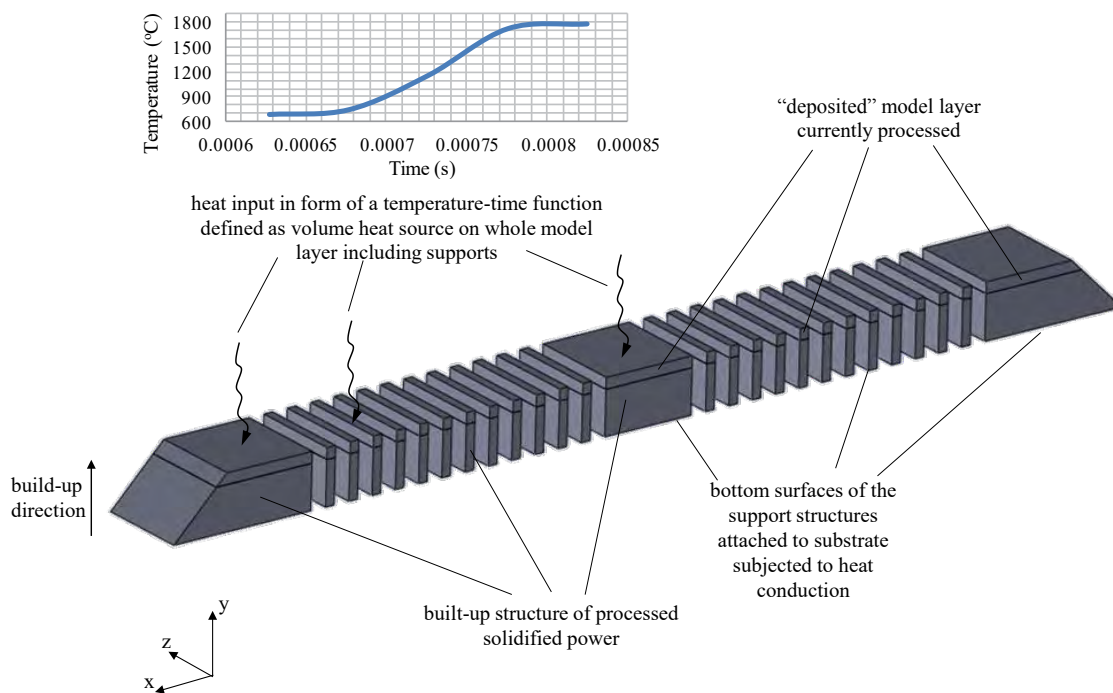 1800
1500
1200
900
600
Temperature (°C)
0.0006 0.00065 0.0007 0.00075 0.0008 0.00085
Time (s)
“deposited” model layer
currently processed
heat input in form of a temperature-time function
defined as volume heat source on whole model
layer including supports
build-up
direction
bottom surfaces of the
support structures
attached to substrate
subjected to heat
conduction
built-up structure of processed
solidified power
y
z
x